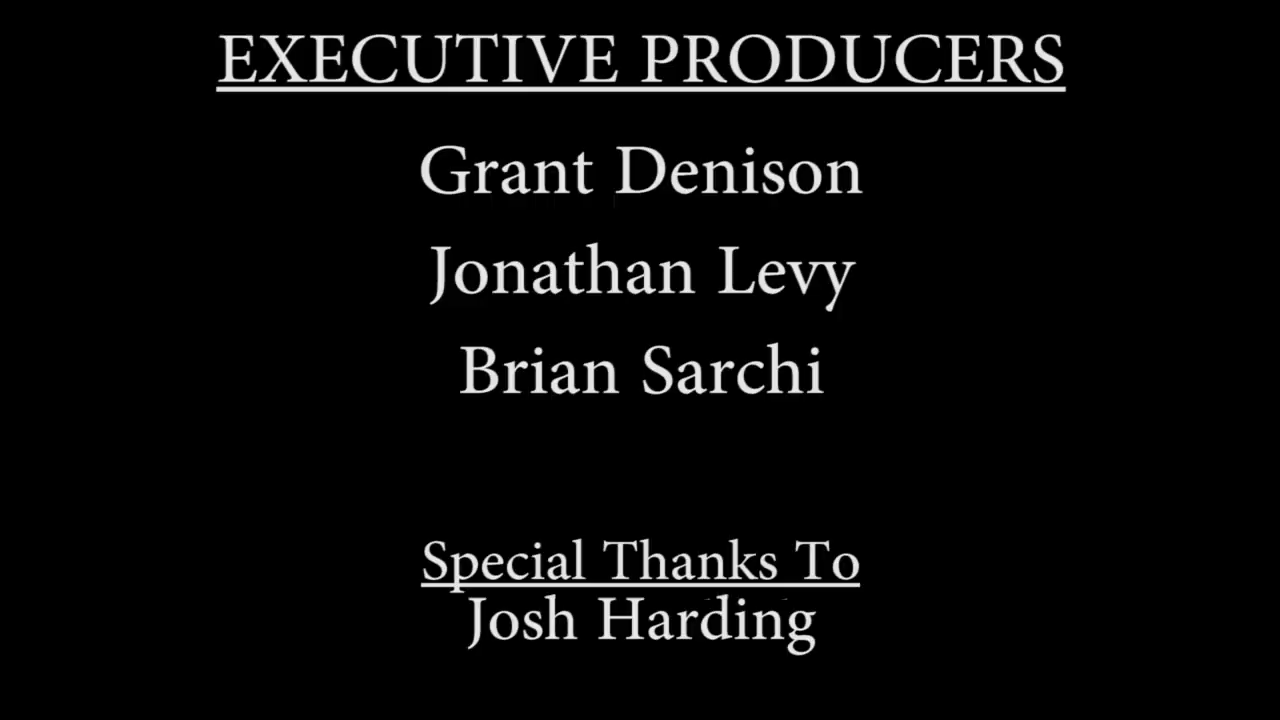 EXECUTIVE PRODUCERS
Grant Denison
Jonathan Levy
Brian Sarchi
Special Thanks To
Josh Harding